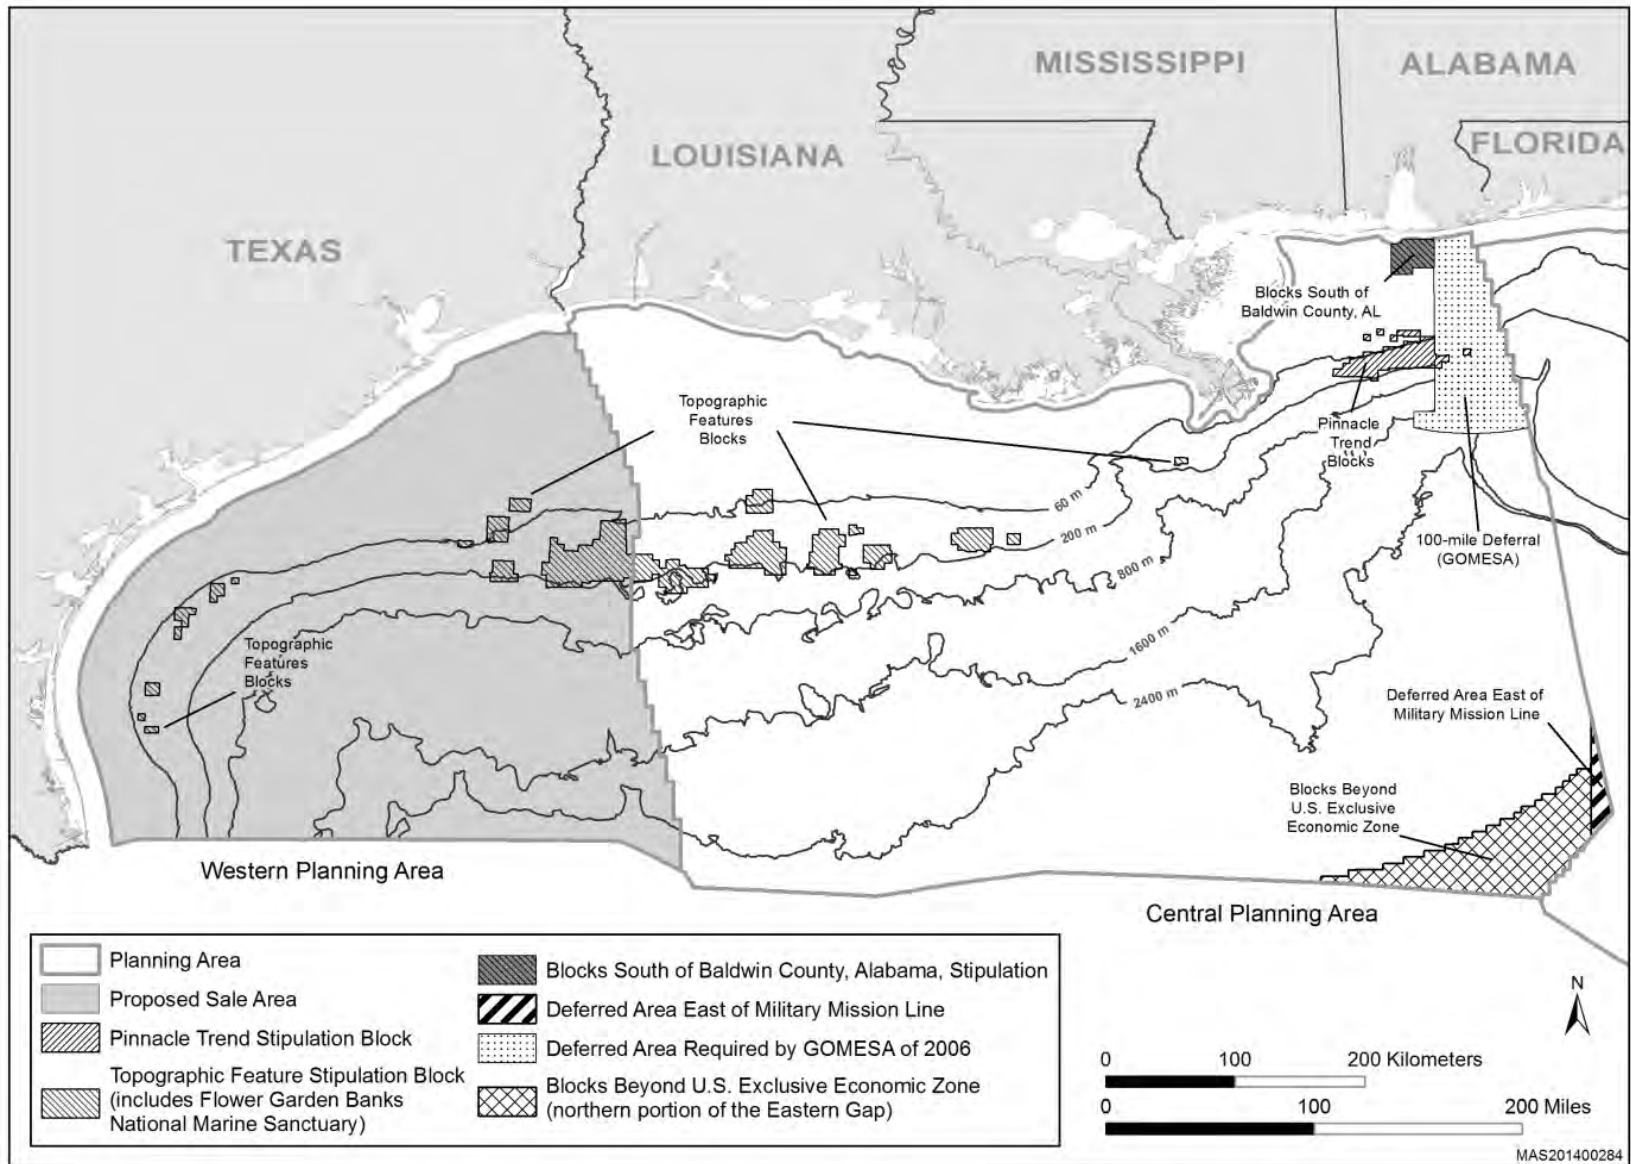 MISSISSIPPI
ALABAMA
FLORIDA
LOUISIANA
TEXAS
Blocks South of
Baldwin County, AL
Topographic
Features
Blocks
Pinnacle
Trend
Blocks
60 m
200 m
800 m
1600 m
2400 m
100-mile Deferral
(GOMESA)
Topographic
Features
Blocks
Deferred Area East of
Military Mission Line
Blocks Beyond
U.S. Exclusive
Economic Zone
Western Planning Area
Central Planning Area
Planning Area
Proposed Sale Area
Pinnacle Trend Stipulation Block
Topographic Feature Stipulation Block
(includes Flower Garden Banks
National Marine Sanctuary)
Blocks South of Baldwin County, Alabama, Stipulation
Deferred Area East of Military Mission Line
Deferred Area Required by GOMESA of 2006
Blocks Beyond U.S. Exclusive Economic Zone
(northern portion of the Eastern Gap)
N
0 100 200 Kilometers
0 100 200 Miles
MAS201400284